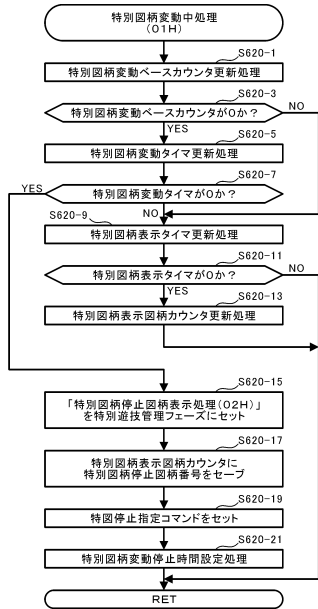 特別図柄変動中処理
(01H)
S620-1
特別図柄変動ベースカウンタ更新処理
S620-3
特別図柄変動ベースカウンタが0か?
NO
YES
S620-5
特別図柄変動タイマ更新処理
S620-7
YES
特別図柄変動タイマが0か?
NO
S620-9
特別図柄表示タイマ更新処理
S620-11
特別図柄表示タイマが0か?
NO
YES
S620-13
特別図柄表示図柄カウンタ更新処理
S620-15
「特別図柄停止図柄表示処理(02H)」
を特別遊技管理フェーズにセット
S620-17
特別図柄表示図柄カウンタに
特別図柄停止図柄番号をセーブ
S620-19
特図停止指定コマンドをセット
S620-21
特別図柄変動停止時間設定処理
RET